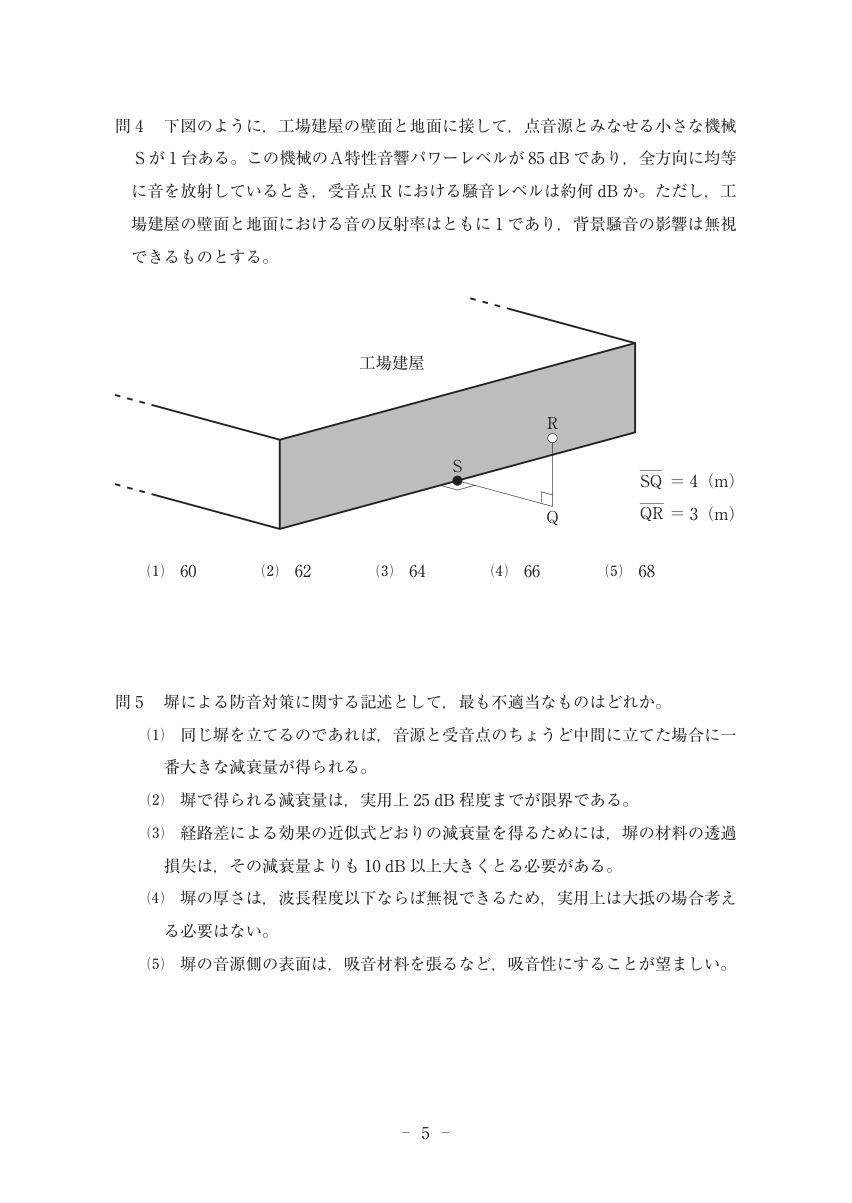 問4　下図のように，工場建屋の壁面と地面に接して，点音源とみなせる小さな機械
Sが1台ある。この機械のA特性音響パワーレベルが85 dBであり，全方向に均等
に音を放射しているとき，受音点Rにおける騒音レベルは約何dBか。ただし，工
場建屋の壁面と地面における音の反射率はともに1であり，背景騒音の影響は無視
できるものとする。
工場建屋
R
S
Q
SQ = 4（m）
QR = 3（m）
(1)　60　(2)　62　(3)　64　(4)　66　(5)　68
問5　塀による防音対策に関する記述として，最も不適当なものはどれか。
(1)　同じ塀を立てるのであれば，音源と受音点のちょうど中間に立てた場合に一
番大きな減衰量が得られる。
(2)　塀で得られる減衰量は，実用上25 dB程度までが限界である。
(3)　経路差による効果の近似式どおりの減衰量を得るためには，塀の材料の透過
損失は，その減衰量よりも10 dB以上大きくとる必要がある。
(4)　塀の厚さは，波長程度以下ならば無視できるため，実用上は大抵の場合考え
る必要はない。
(5)　塀の音源側の表面は，吸音材料を張るなど，吸音性にすることが望ましい。
－ 5 －